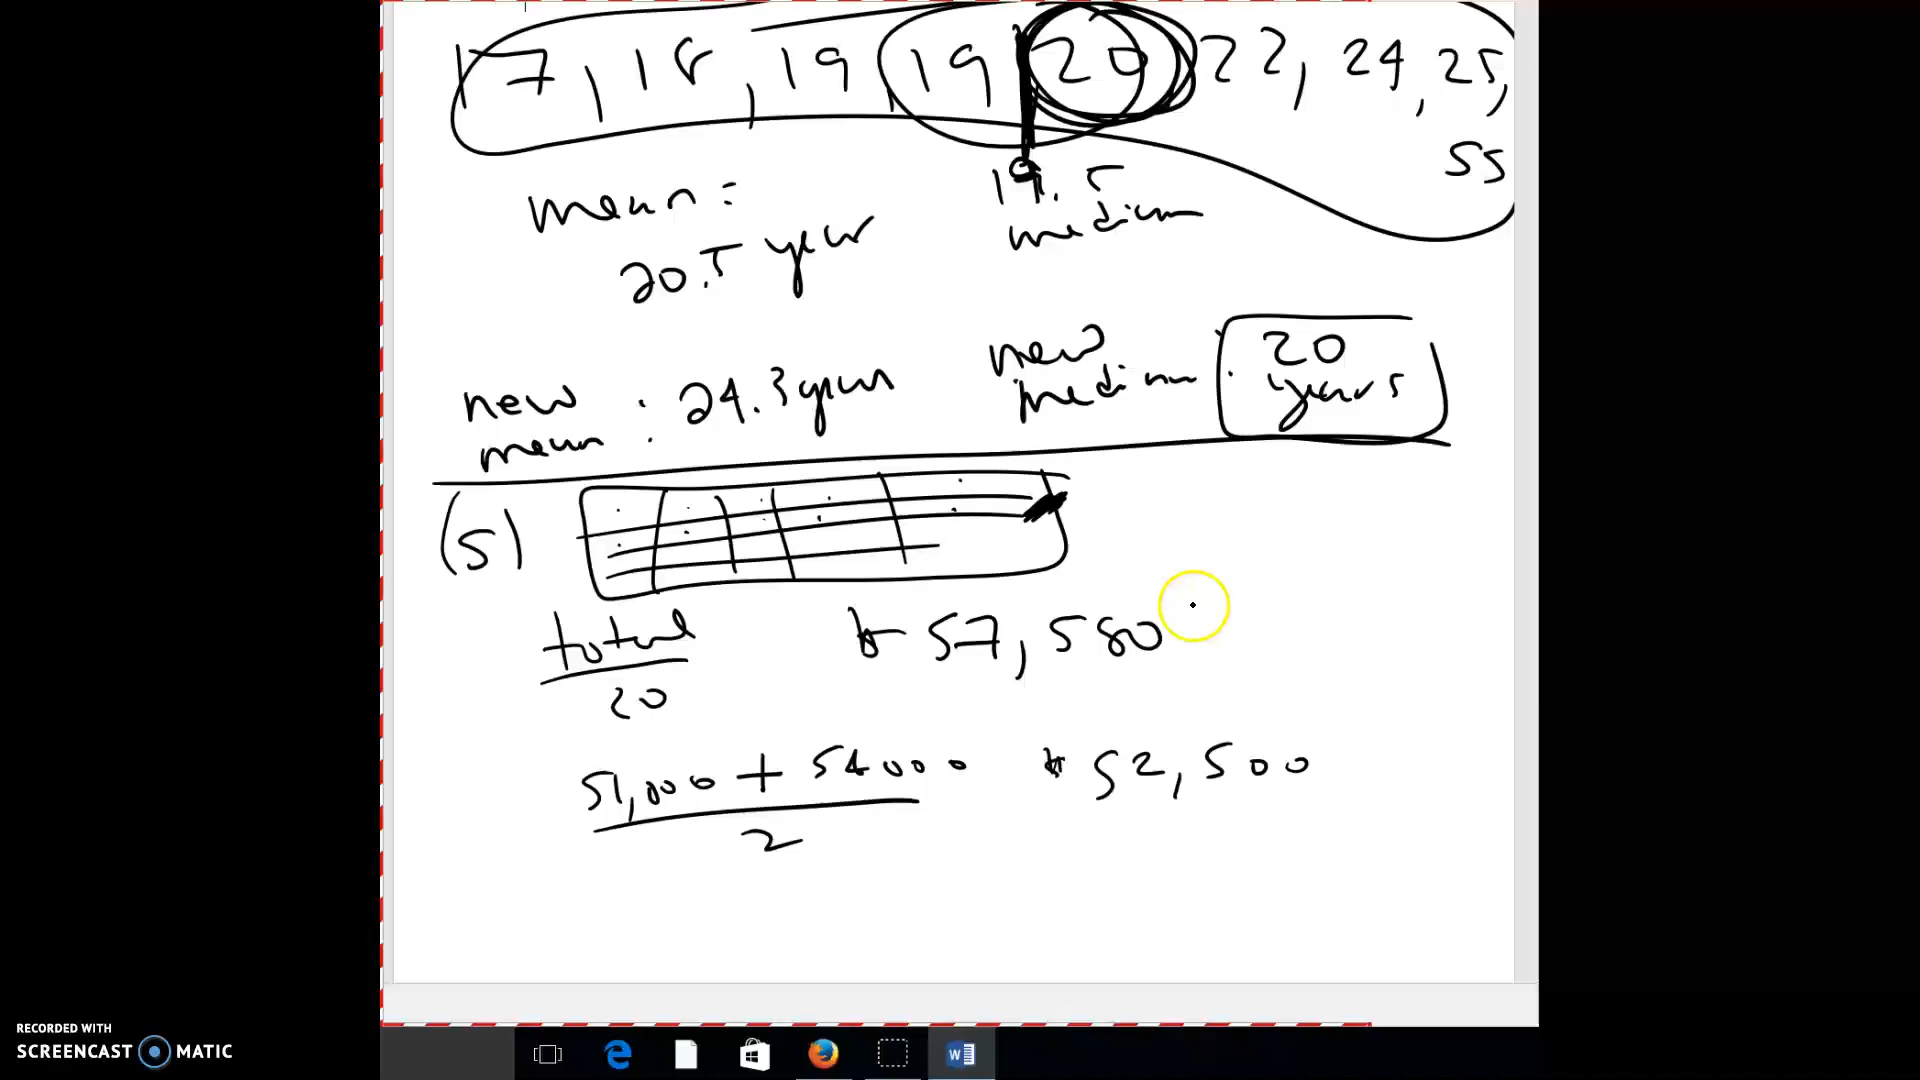 17, 18, 19, 19 20 22, 24, 25,
55
mean :
20.5 year
19.5
medium
new
mean : 24.3 years
new
medium : 20
years
(5)
total
20
57,580
51,000 + 54000
2
52,500
RECORDED WITH
SCREENCAST MATIC